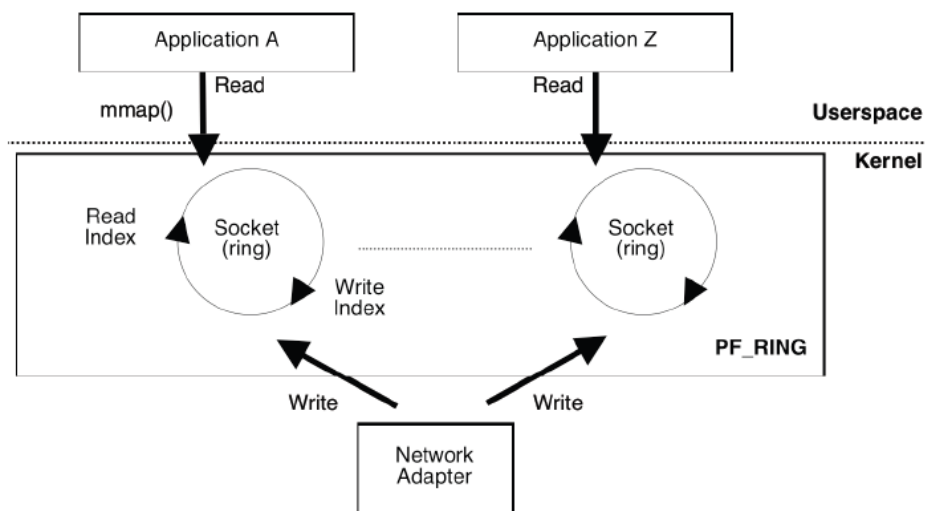 Application A
Application Z
Read
Read
mmap()
Userspace
Kernel
Read
Index
Socket
(ring)
Socket
(ring)
Write
Index
PF_RING
Write
Write
Network
Adapter